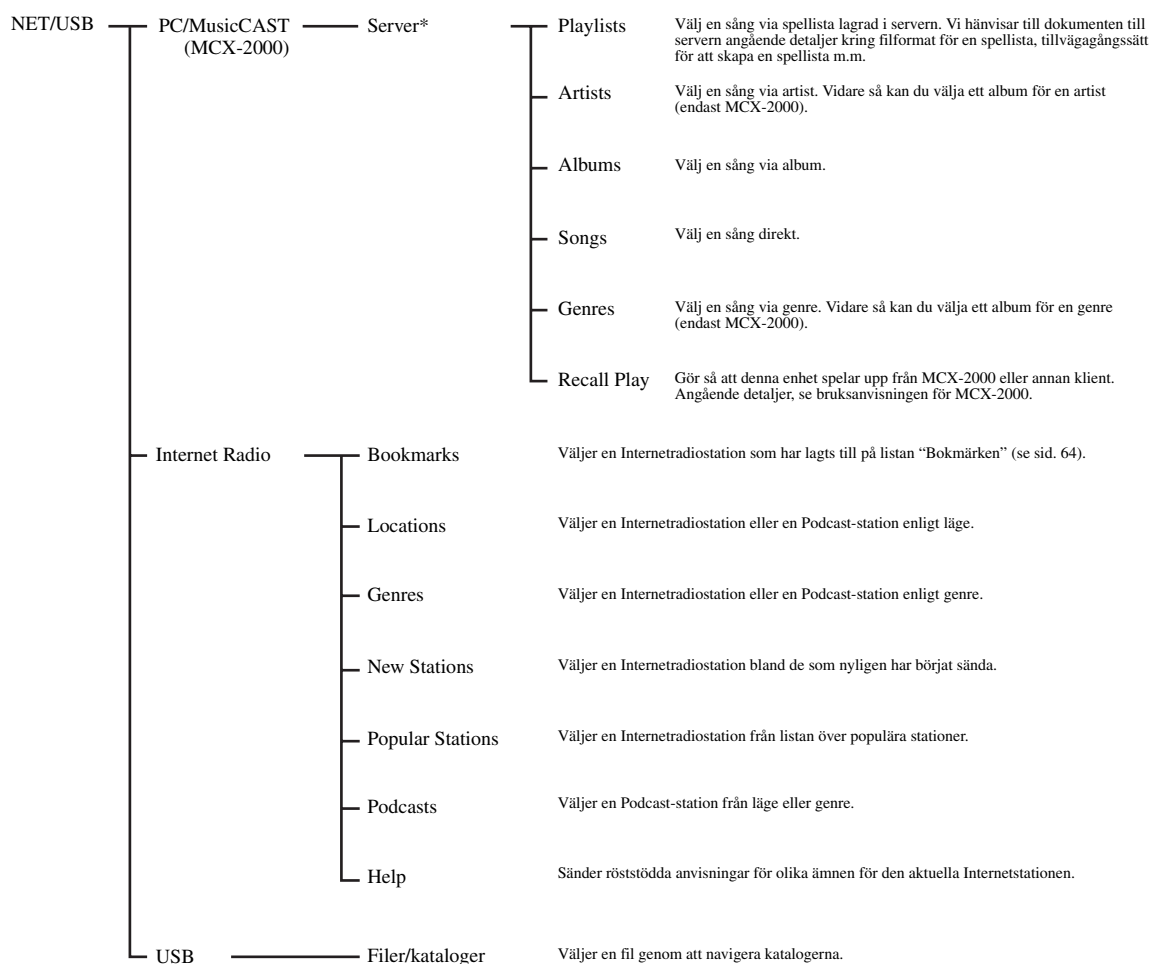 NET/USB
PC/MusicCAST
(MCX-2000)
Server*
Playlists
Välj en sång via spellista lagrad i servern. Vi hänvisar till dokumenten till
servern angående detaljer kring filformat för en spellista, tillvägagångssätt
för att skapa en spellista m.m.
Artists
Välj en sång via artist. Vidare så kan du välja ett album för en artist
(endast MCX-2000).
Albums
Välj en sång via album.
Songs
Välj en sång direkt.
Genres
Välj en sång via genre. Vidare så kan du välja ett album för en genre
(endast MCX-2000).
Recall Play
Gör så att denna enhet spelar upp från MCX-2000 eller annan klient.
Angående detaljer, se bruksanvisningen för MCX-2000.
Internet Radio
Bookmarks
Väljer en Internetradiostation som har lagts till på listan “Bokmärken” (se sid. 64).
Locations
Väljer en Internetradiostation eller en Podcast-station enligt läge.
Genres
Väljer en Internetradiostation eller en Podcast-station enligt genre.
New Stations
Väljer en Internetradiostation bland de som nyligen har börjat sända.
Popular Stations
Väljer en Internetradiostation från listan över populära stationer.
Podcasts
Väljer en Podcast-station från läge eller genre.
Help
Sänder röststödda anvisningar för olika ämnen för den aktuella Internetstationen.
USB
Filer/kataloger
Väljer en fil genom att navigera katalogerna.